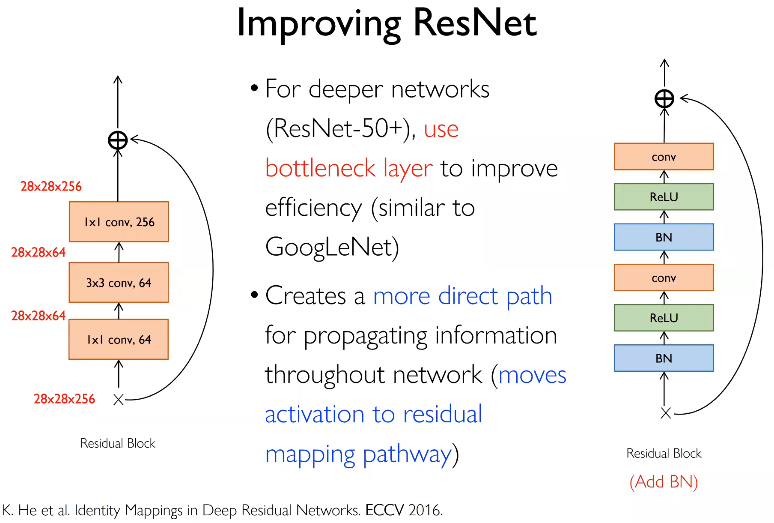 Improving ResNet
28x28x256
1x1 conv, 256
28x28x64
3x3 conv, 64
28x28x64
1x1 conv, 64
28x28x256
X
Residual Block
• For deeper networks
(ResNet-50+), use
bottleneck layer to improve
efficiency (similar to
GoogLeNet)
• Creates a more direct path
for propagating information
throughout network (moves
activation to residual
mapping pathway)
conv
ReLU
BN
conv
ReLU
BN
X
Residual Block
(Add BN)
K. He et al. Identity Mappings in Deep Residual Networks. ECCV 2016.